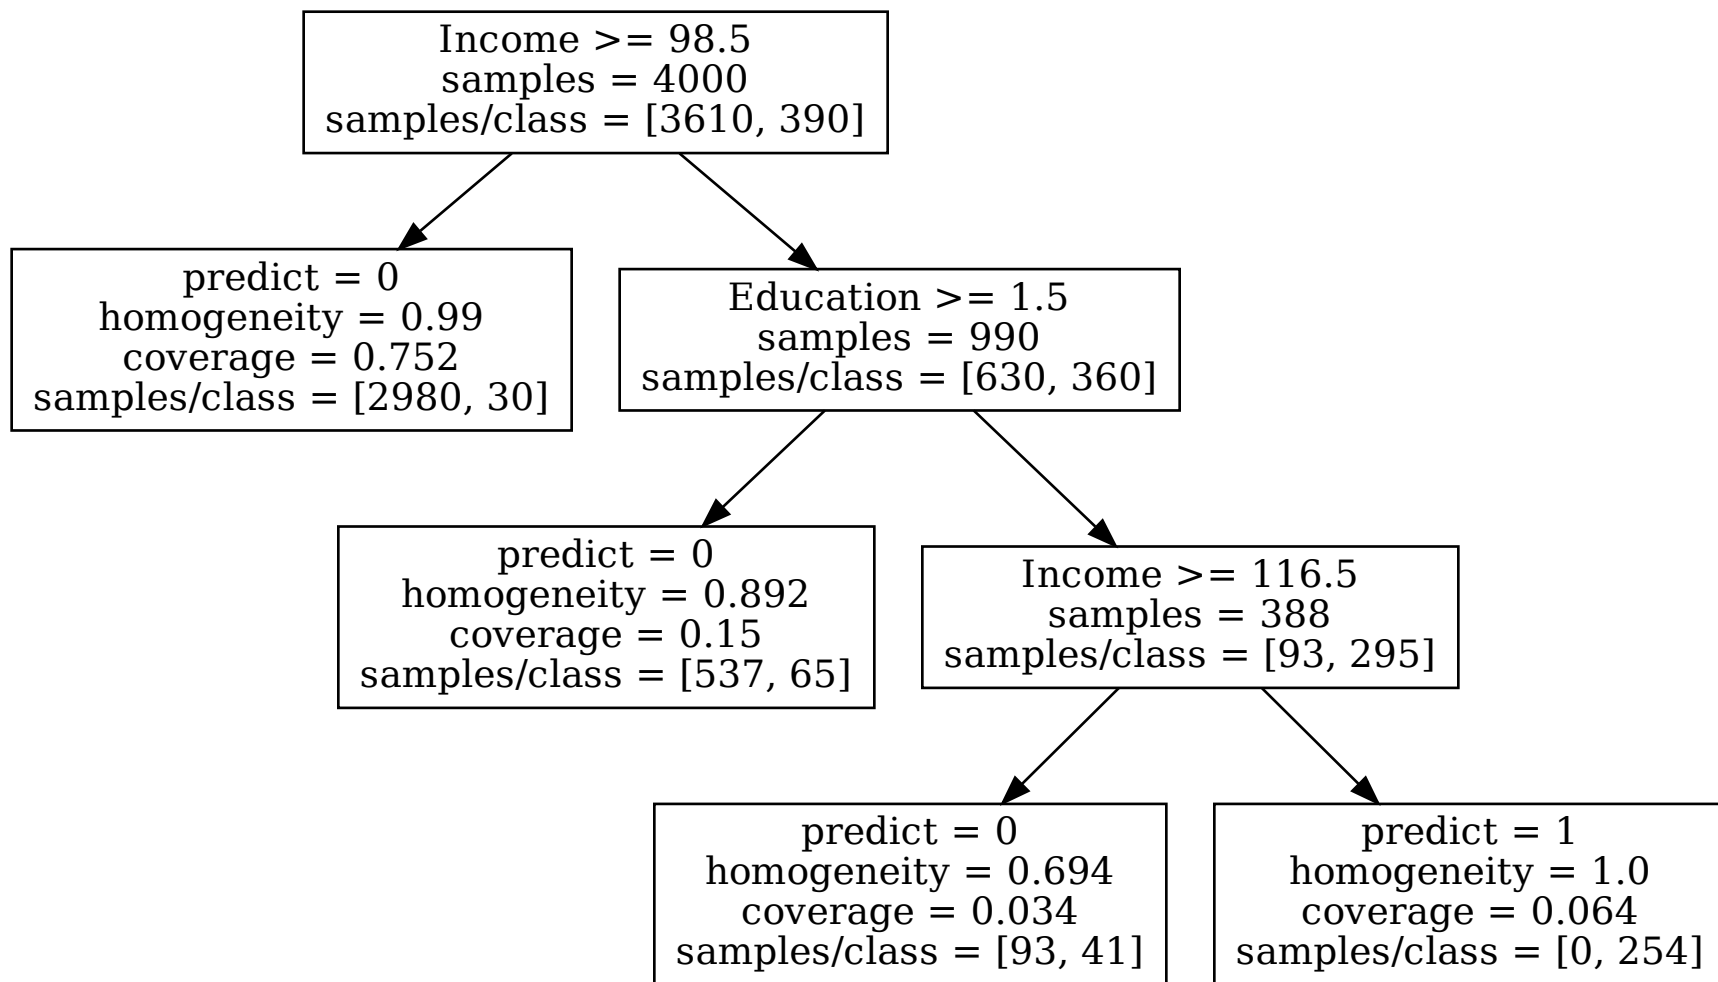 Income >= 98.5
samples = 4000
samples/class = [3610, 390]
predict = 0
homogeneity = 0.99
coverage = 0.752
samples/class = [2980, 30]
Education >= 1.5
samples = 990
samples/class = [630, 360]
predict = 0
homogeneity = 0.892
coverage = 0.15
samples/class = [537, 65]
Income >= 116.5
samples = 388
samples/class = [93, 295]
predict = 0
homogeneity = 0.694
coverage = 0.034
samples/class = [93, 41]
predict = 1
homogeneity = 1.0
coverage = 0.064
samples/class = [0, 254]